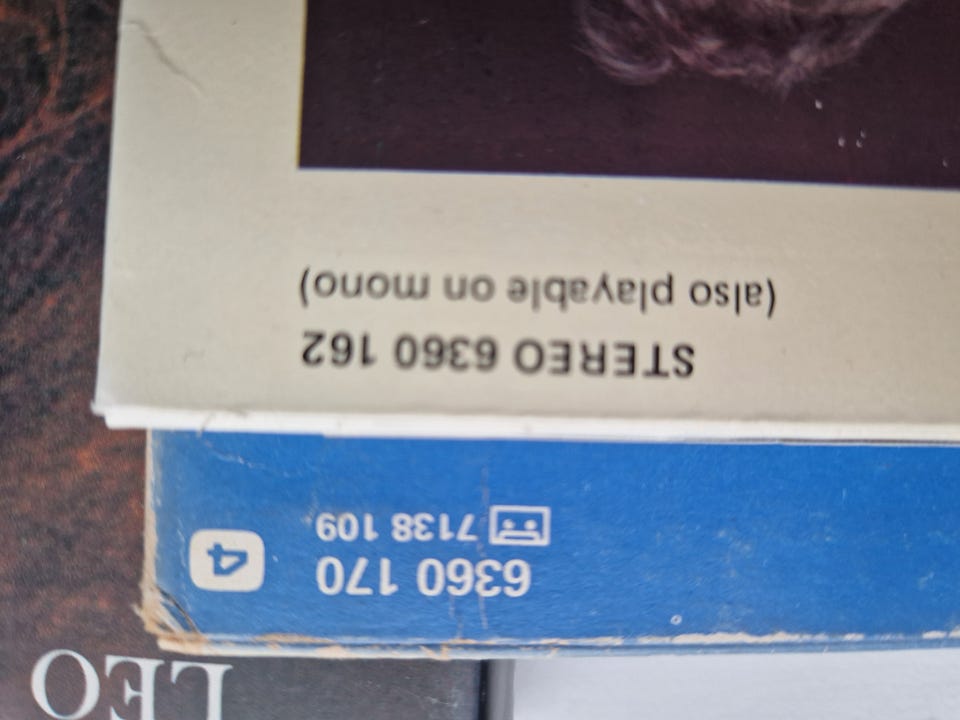 LEO
6360 170
7138 109
4
STEREO 6360 162
(also playable on mono)